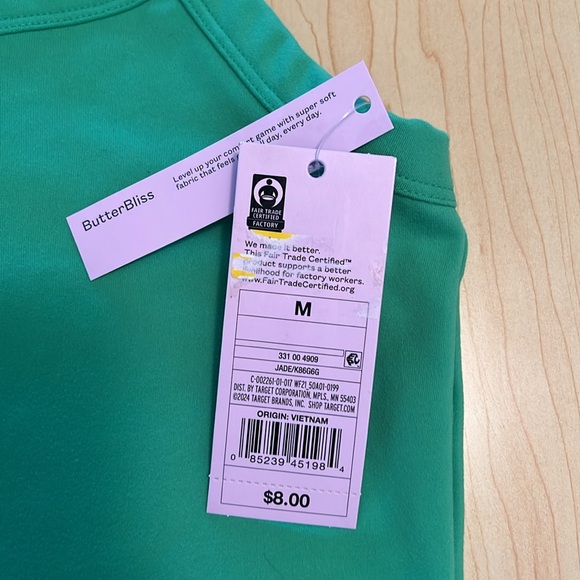 ButterBliss
Level up your comfort game with super soft
fabric that feels all day, every day.
FAIR TRADE
CERTIFIED
FACTORY
We made it better.
This Fair Trade Certified™
product supports a better
livelihood for factory workers.
www.FairTradeCertified.org
M
331 00 4909
JADE/K86G6G
C-002261-01-017 WF21_50A01-0199
DIST. BY TARGET CORPORATION, MPLS., MN 55403
©2024 TARGET BRANDS, INC. SHOP TARGET.COM
ORIGIN: VIETNAM
0 85239 45198 4
$8.00